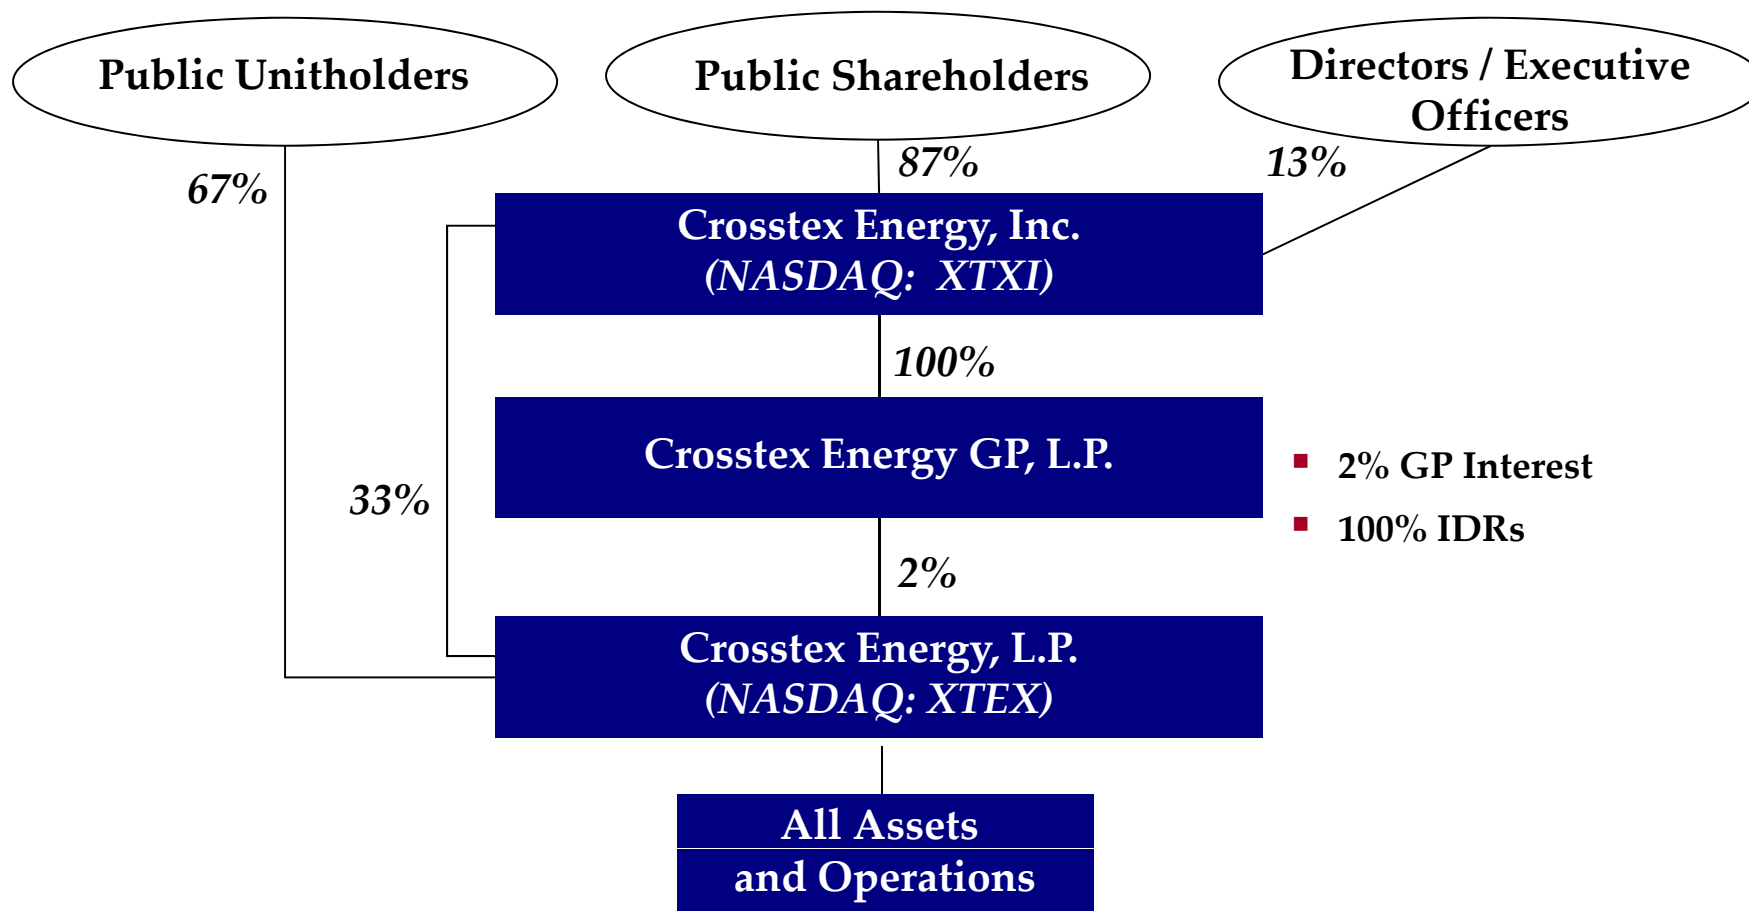 Public Unitholders
Public Shareholders
Directors / Executive
Officers
67%
87%
13%
Crosstex Energy, Inc.
(NASDAQ: XTXI)
100%
Crosstex Energy GP, L.P.
2% GP Interest
100% IDRs
33%
2%
Crosstex Energy, L.P.
(NASDAQ: XTEX)
All Assets
and Operations